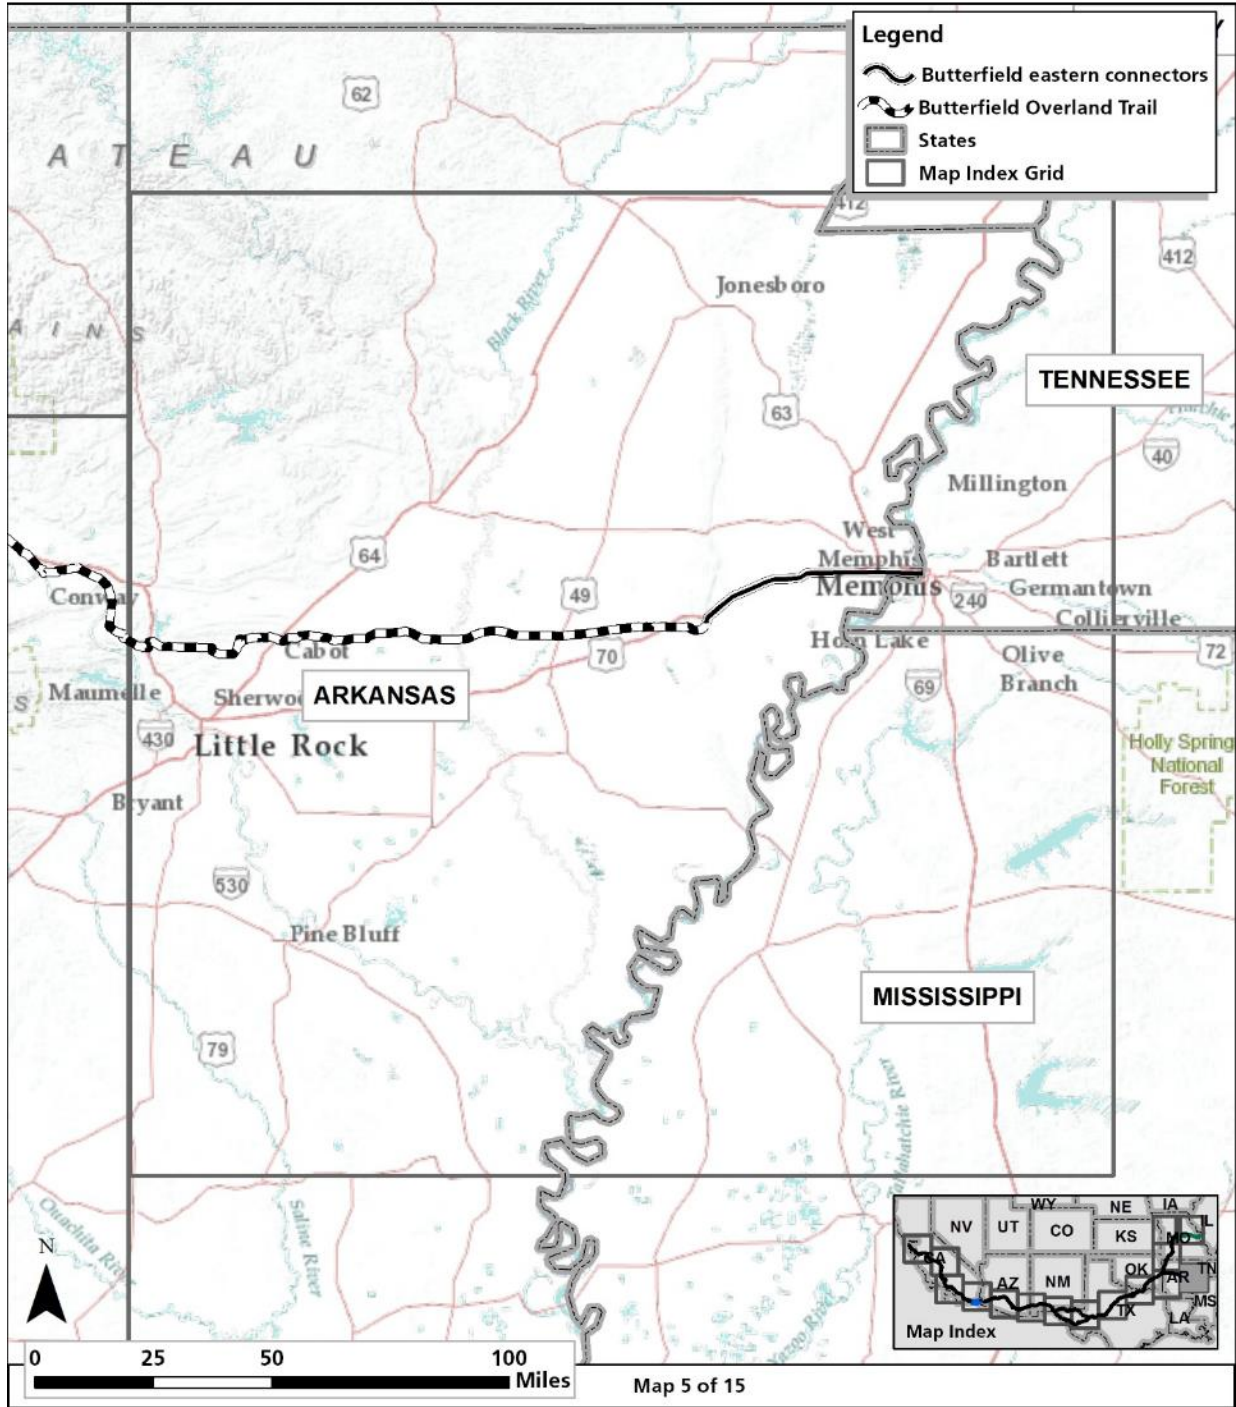 Legend
Butterfield eastern connectors
Butterfield Overland Trail
States
Map Index Grid
62
ATEAU
412
412
Black River
Jonesboro
AINS
TENNESSEE
63
40
Millington
West
Memphis
64
Bartlett
Memphis
Conway
49
Germantown
240
Collierville
Cabot
Horn Lake
70
72
Olive
Branch
Maumelle
69
S
ARKANSAS
430
Little Rock
Holly Spring
National
Forest
Bryant
530
Pine Bluff
MISSISSIPPI
79
Ouachita River
Saline River
Yazoo River
N
WY
NE
IA
IL
NV
UT
CO
KS
MO
CA
OK
TN
AZ
NM
AR
TX
MS
LA
Map Index
0 25 50 100
Miles
Map 5 of 15